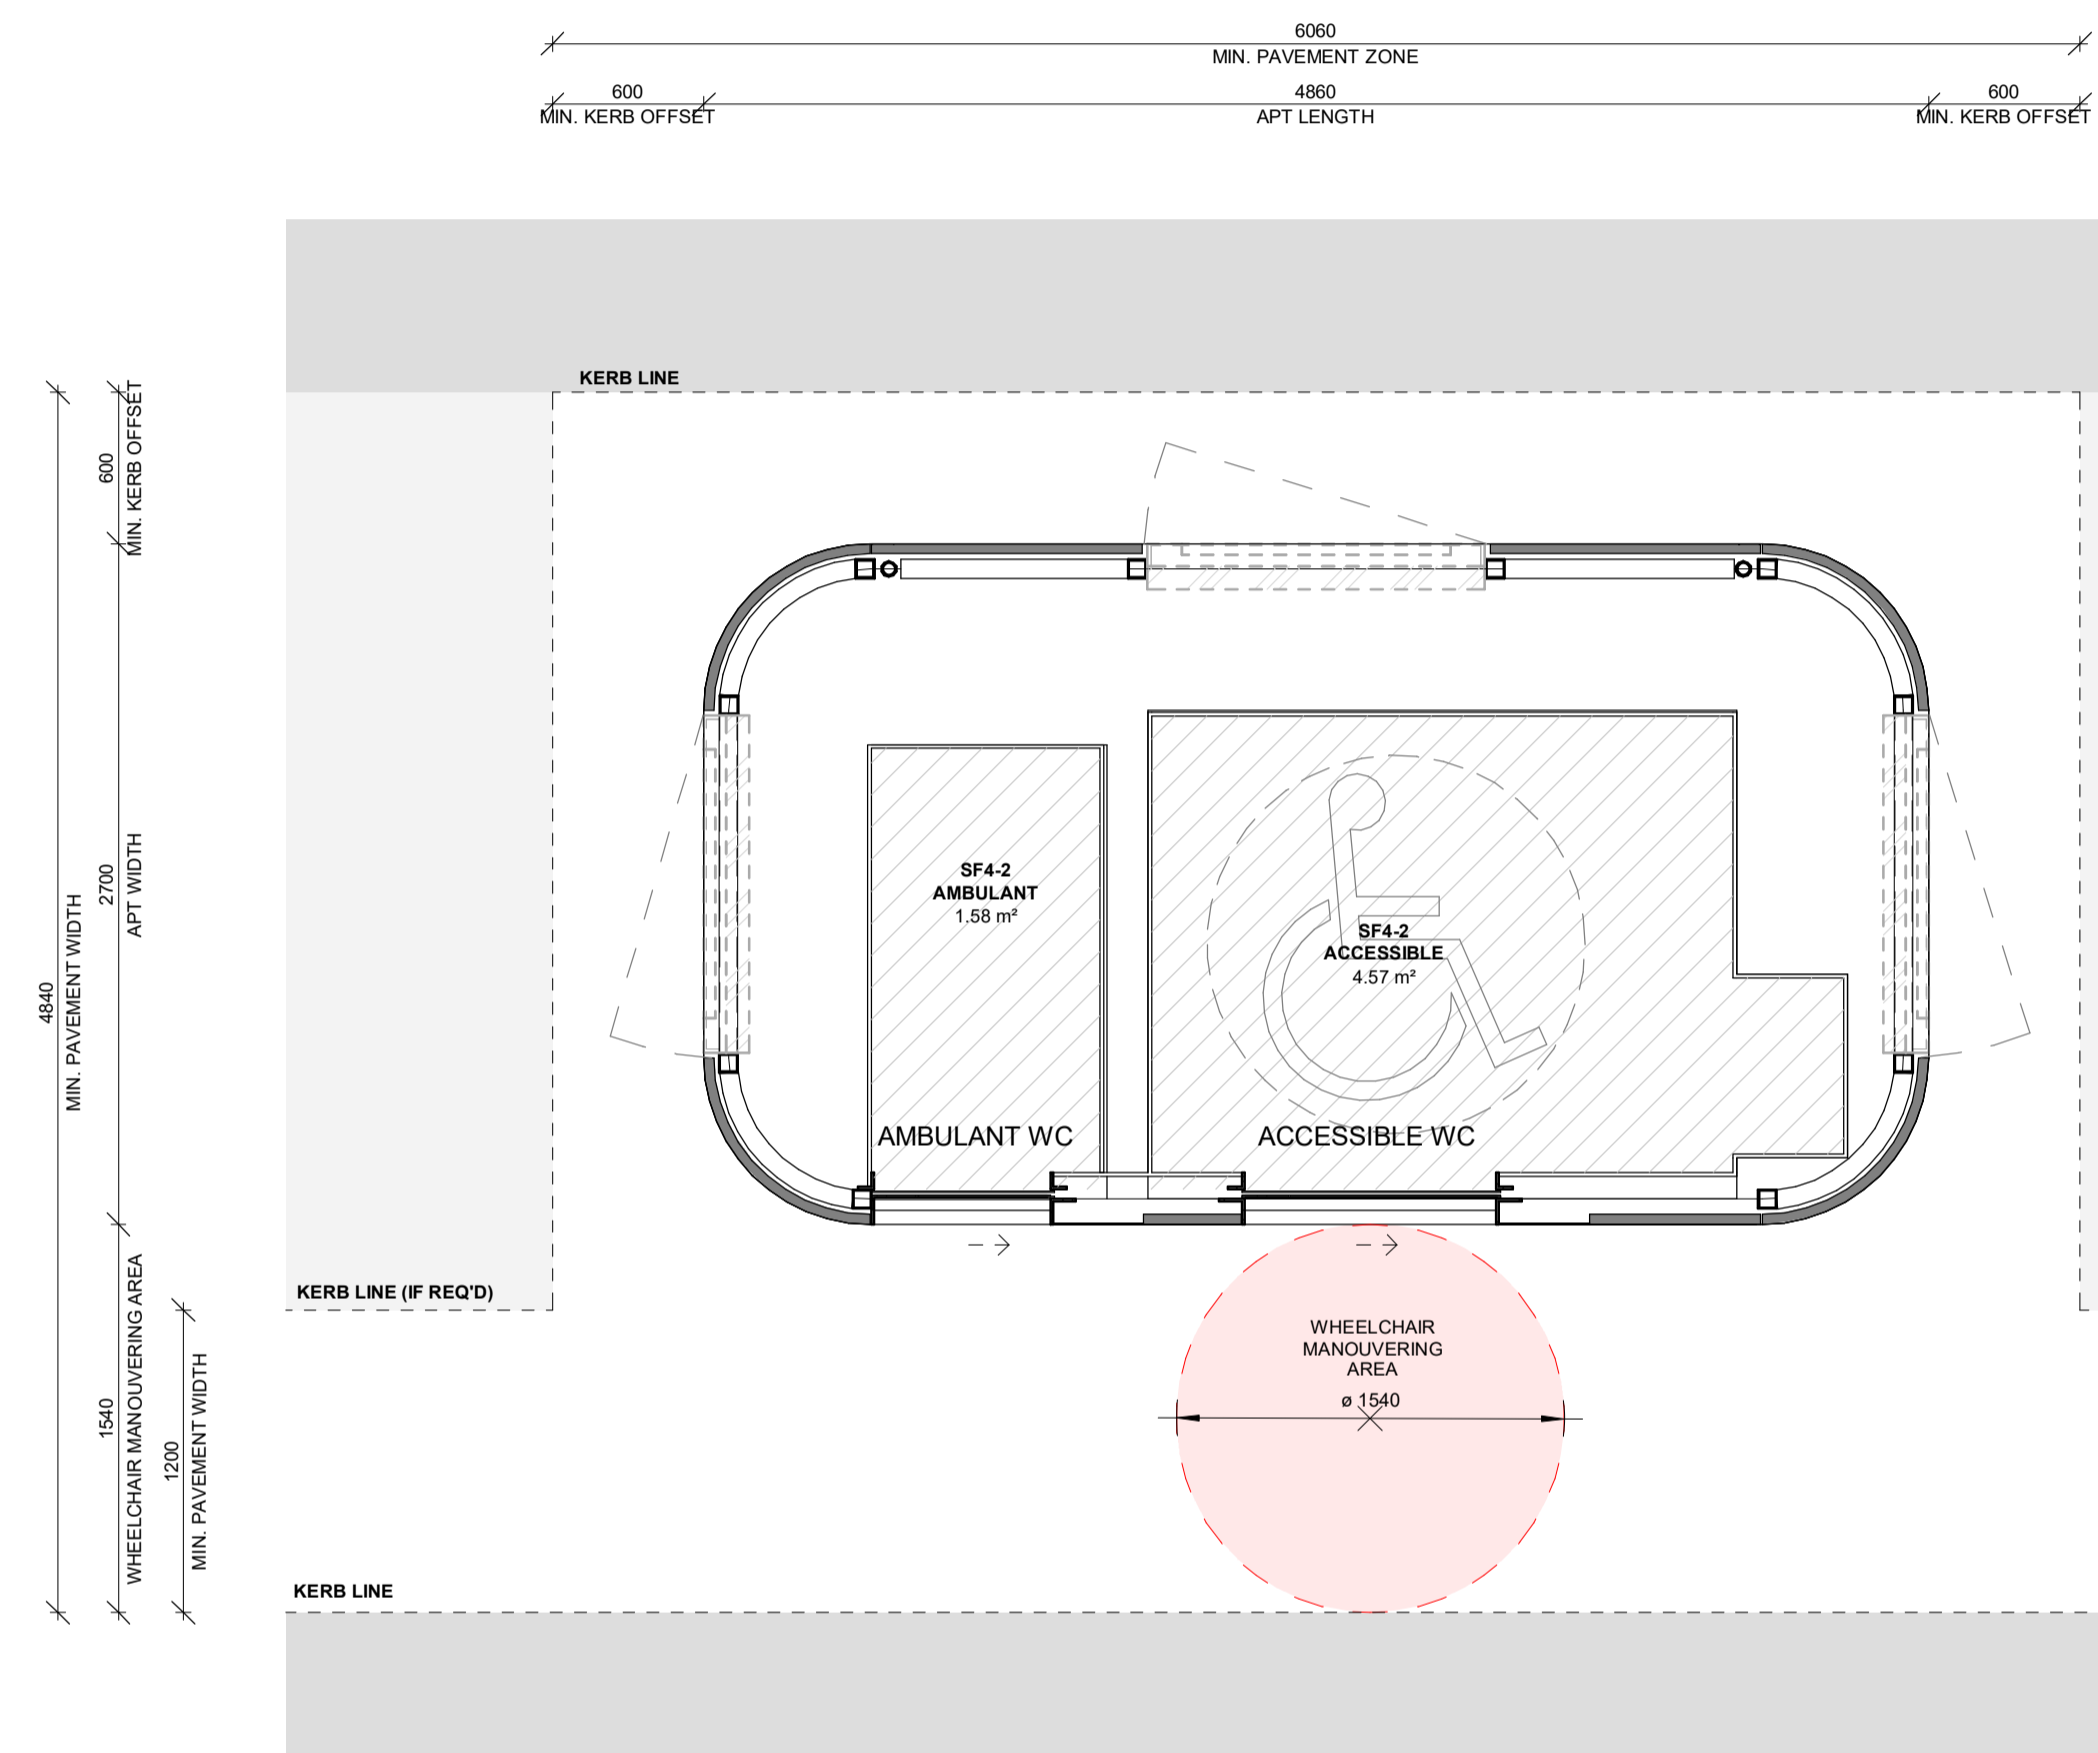 6060
MIN. PAVEMENT ZONE
600
MIN. KERB OFFSET
4860
APT LENGTH
600
MIN. KERB OFFSET
KERB LINE
600
MIN. KERB OFFSET
2700
APT WIDTH
4840
MIN. PAVEMENT WIDTH
SF4-2
AMBULANT
1.58 m²
SF4-2
ACCESSIBLE
4.57 m²
AMBULANT WC
ACCESSIBLE WC
KERB LINE (IF REQ'D)
1540
WHEELCHAIR MANOUVERING AREA
1200
MIN. PAVEMENT WIDTH
WHEELCHAIR
MANOUVERING
AREA
ø 1540
KERB LINE